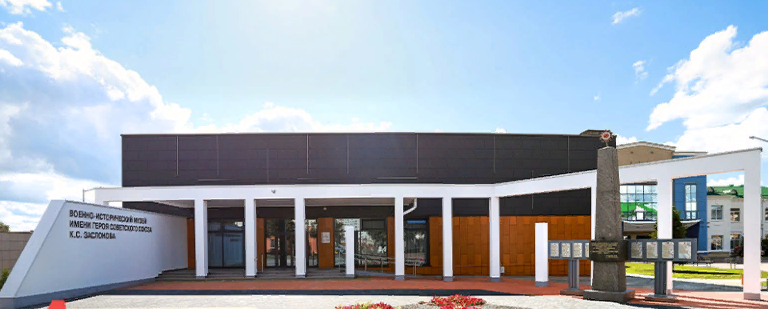 ВОЕННО-ИСТОРИЧЕСКИЙ МУЗЕЙ
ИМЕНИ ГЕРОЯ СОВЕТСКОГО СОЮЗА
К.С. ЗАСЛОНОВА